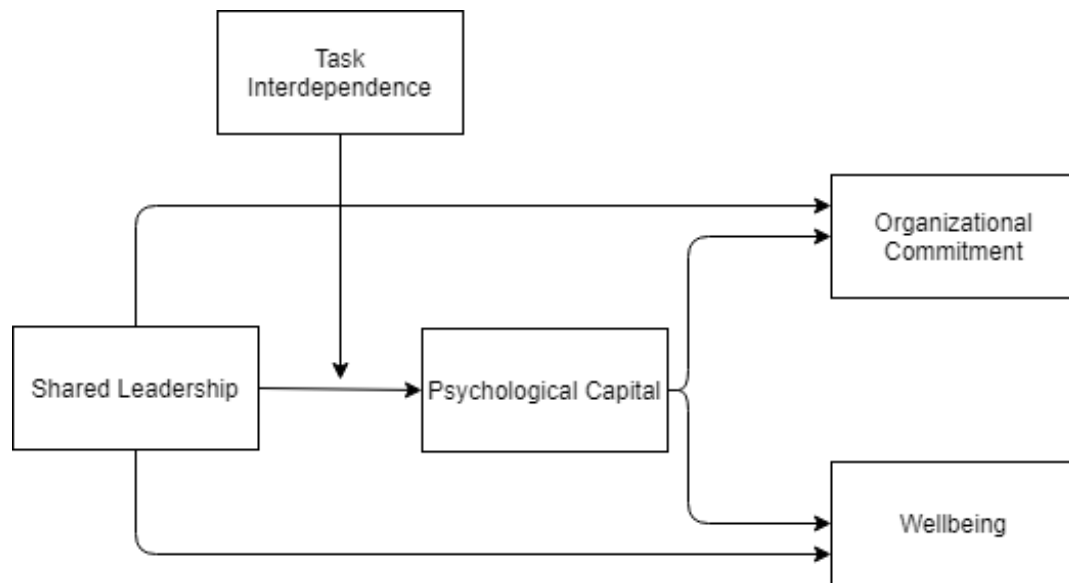 Task
Interdependence
Organizational
Commitment
Shared Leadership
Psychological Capital
Wellbeing